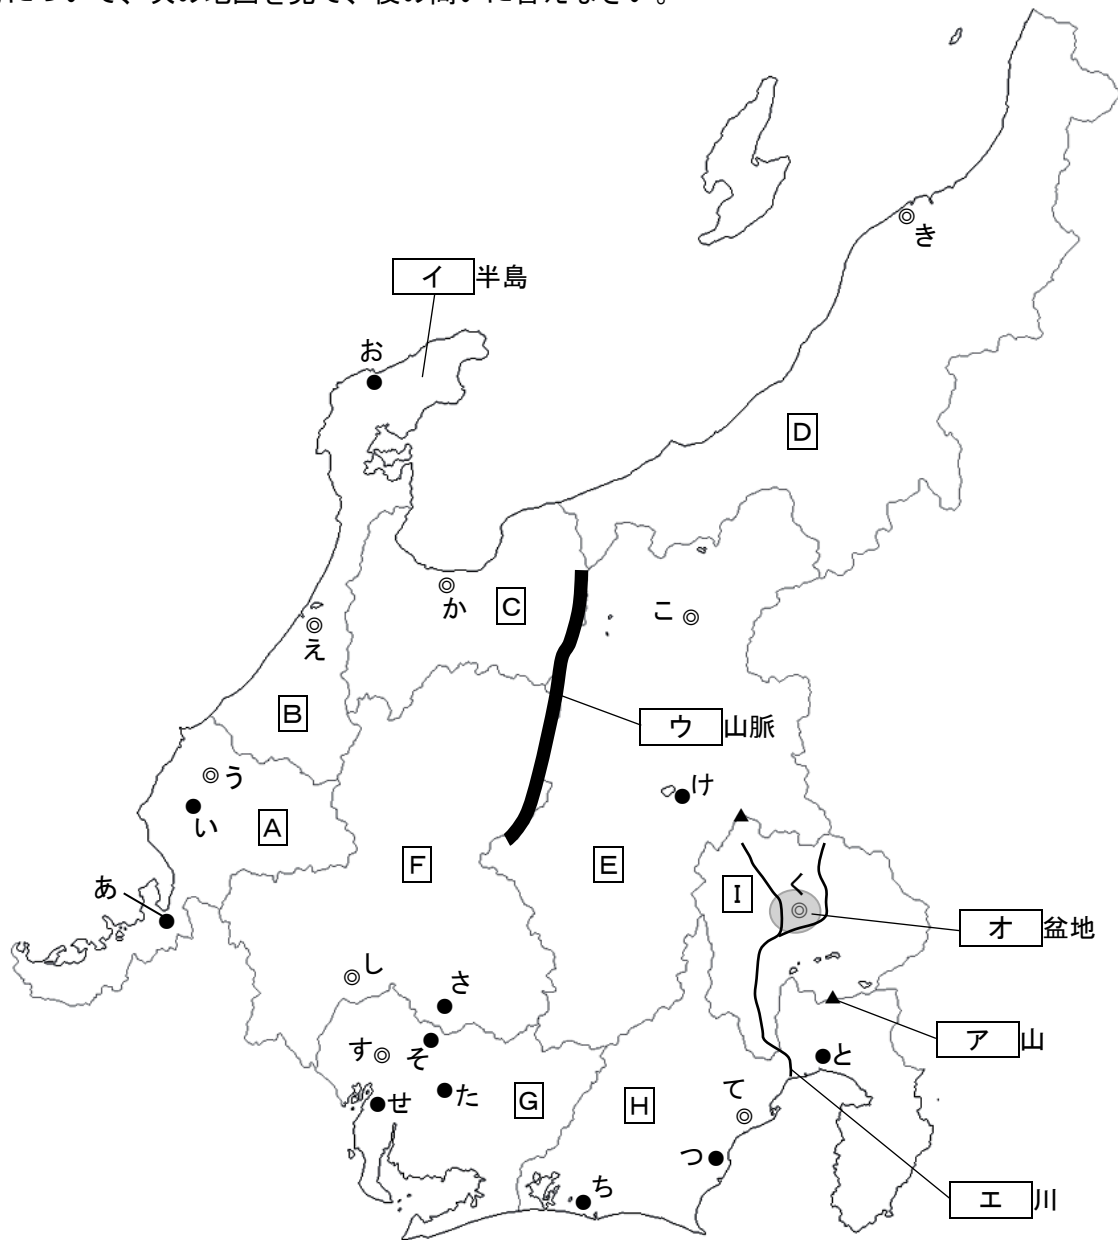 について、次の地図を見て、後の問いに答えなさい。
き
イ 半島
お
D
か
C
こ
え
B
ウ 山脈
う
い
A
け
F
E
I
く
あ
オ 盆地
し
さ
ア 山
す
そ
と
せ
た
G
H
て
つ
ち
エ 川